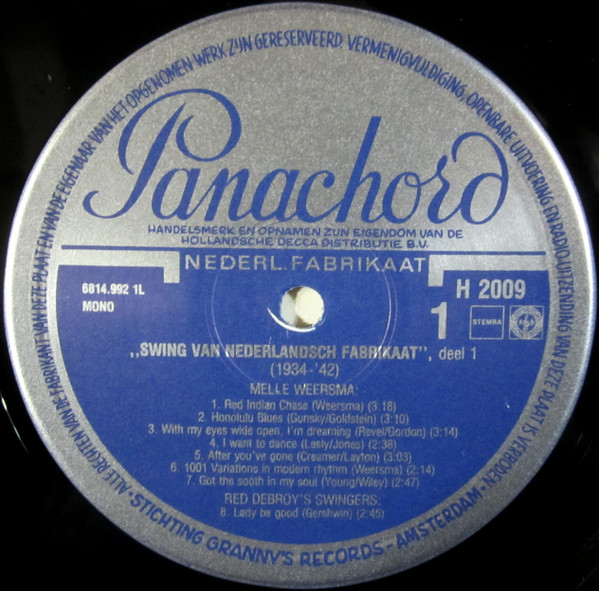 ALLE RECHTEN VAN DE FABRIKANT VAN DEZE PLAAT EN VAN DE EIGENAAR VAN HET OPGENOMEN WERK ZIJN GERESERVEERD. VERMENIGVULDIGING, OPENBARE UITVOERING EN RADIOUITZENDING VAN DEZE PLAAT IS VERBODEN
Panachord
HANDELSMERK EN OPNAMEN ZIJN EIGENDOM VAN DE
HOLLANDSCHE DECCA DISTRIBUTIE B.V.
NEDERL. FABRIKAAT
6814.992 1L
MONO
H 2009
1
STEMRA
„SWING VAN NEDERLANDSCH FABRIKAAT", deel 1
(1934-'42)
MELLE WEERSMA:
1. Red Indian Chase (Weersma) (3.18)
2. Honolulu Blues (Gunsky/Goldstein) (3:10)
3. With my eyes wide open, I'm dreaming (Revel/Gordon) (3:14)
4. I want to dance (Lesly/Jones) (2:38)
5. After you've gone (Creamer/Layton) (3:03)
6. 1001 Variations in modern rhythm (Weersma) (2:14)
7. Got the sooth in my soul (Young/Wiley) (2:47)
RED DEBROY'S SWINGERS:
8. Lady be good (Gershwin) (2:45)
STICHTING GRANNY'S RECORDS - AMSTERDAM -